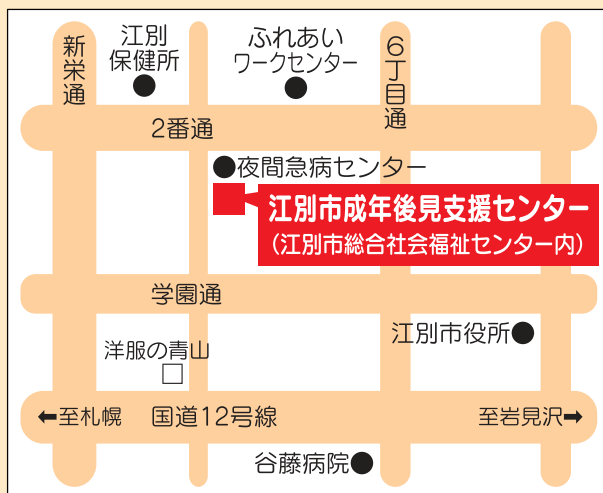 新栄通
江別
保健所
ふれあい
ワークセンター
6丁目通
2番通
夜間急病センター
江別市成年後見支援センター
(江別市総合社会福祉センター内)
学園通
江別市役所
洋服の青山
←至札幌
国道12号線
至岩見沢→
谷藤病院